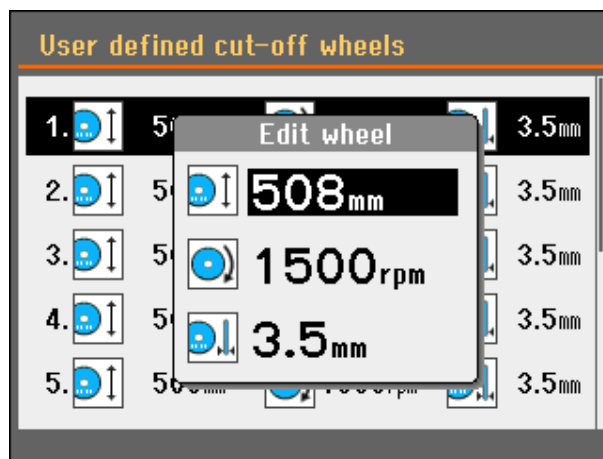 User defined cut-off wheels
1. 3.5mm
Edit wheel
2. 508mm 3.5mm
3. 1500rpm 3.5mm
4. 3.5mm 3.5mm
5. 3.5mm